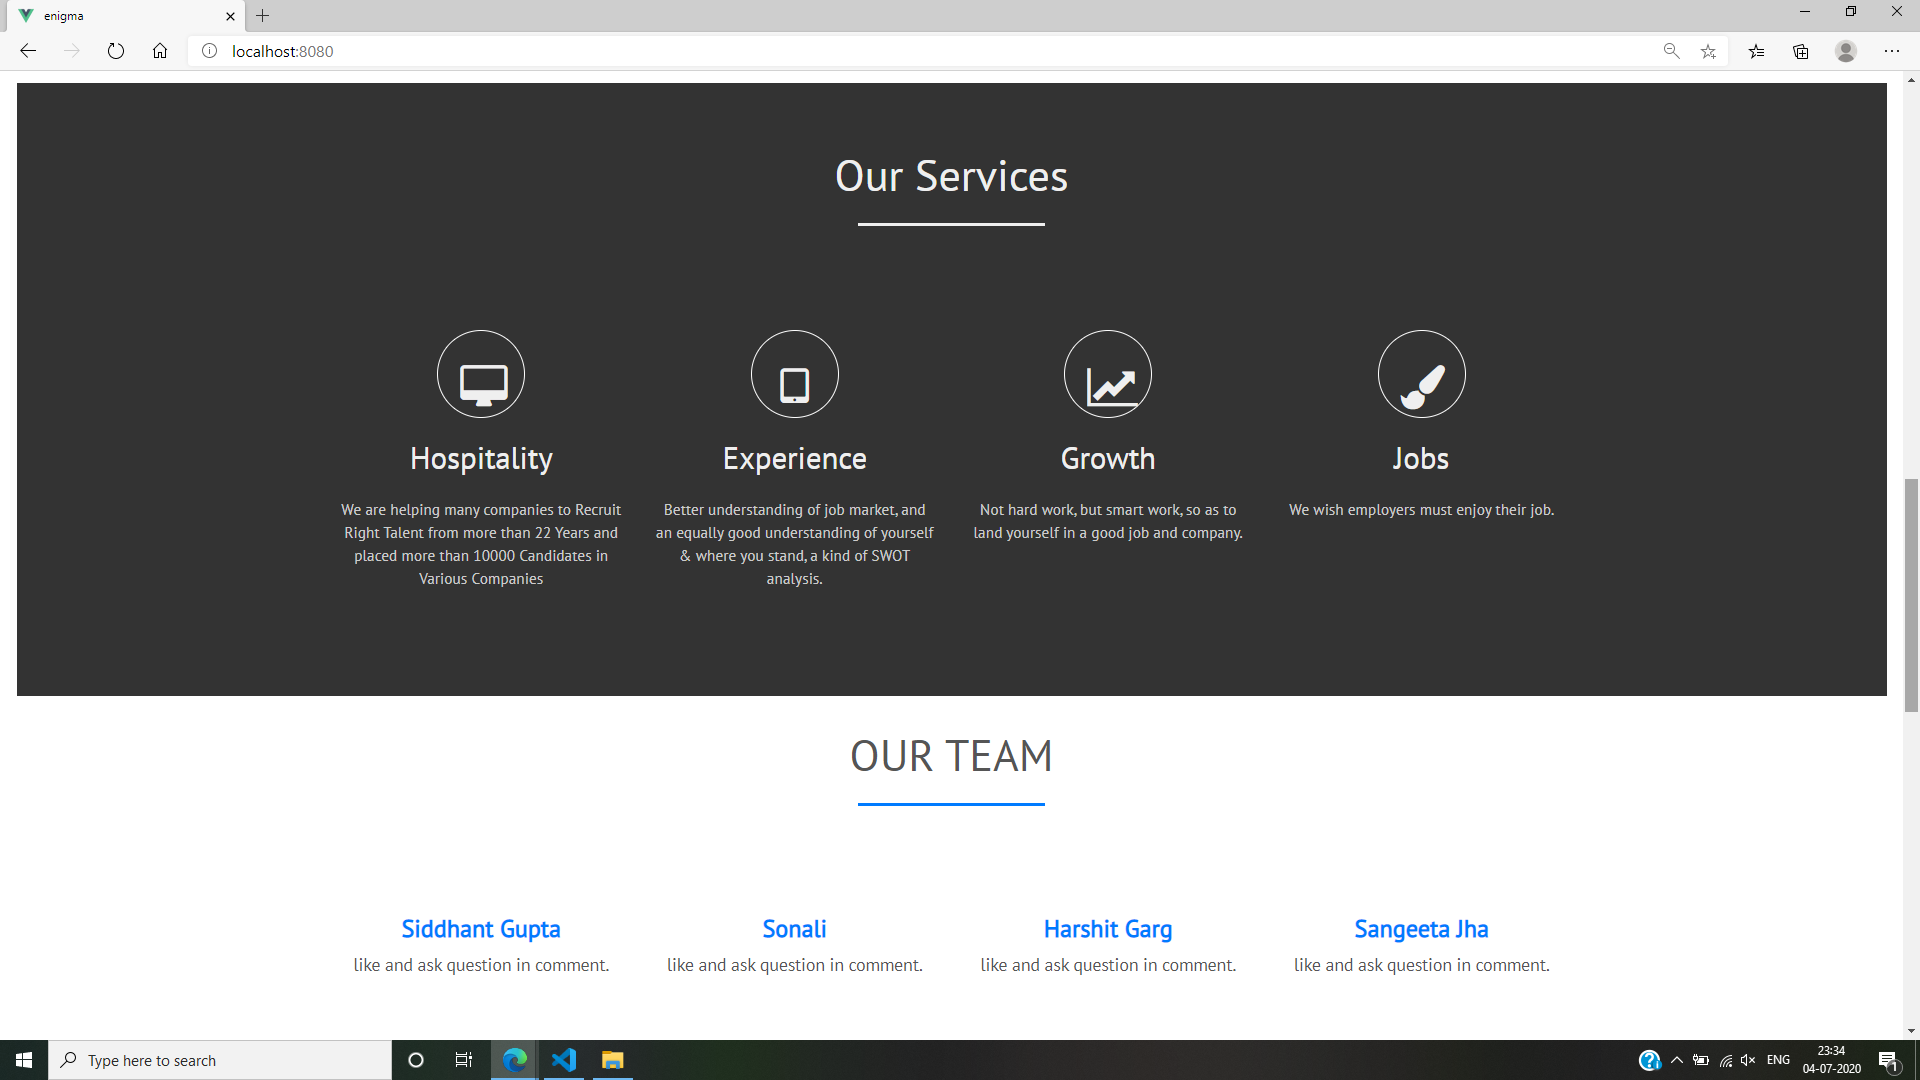 enigma
localhost:8080
Our Services
Hospitality
We are helping many companies to Recruit
Right Talent from more than 22 Years and
placed more than 10000 Candidates in
Various Companies
Experience
Better understanding of job market, and
an equally good understanding of yourself
& where you stand, a kind of SWOT
analysis.
Growth
Not hard work, but smart work, so as to
land yourself in a good job and company.
Jobs
We wish employers must enjoy their job.
OUR TEAM
Siddhant Gupta
like and ask question in comment.
Sonali
like and ask question in comment.
Harshit Garg
like and ask question in comment.
Sangeeta Jha
like and ask question in comment.
Type here to search
ENG
23:34
04-07-2020
1